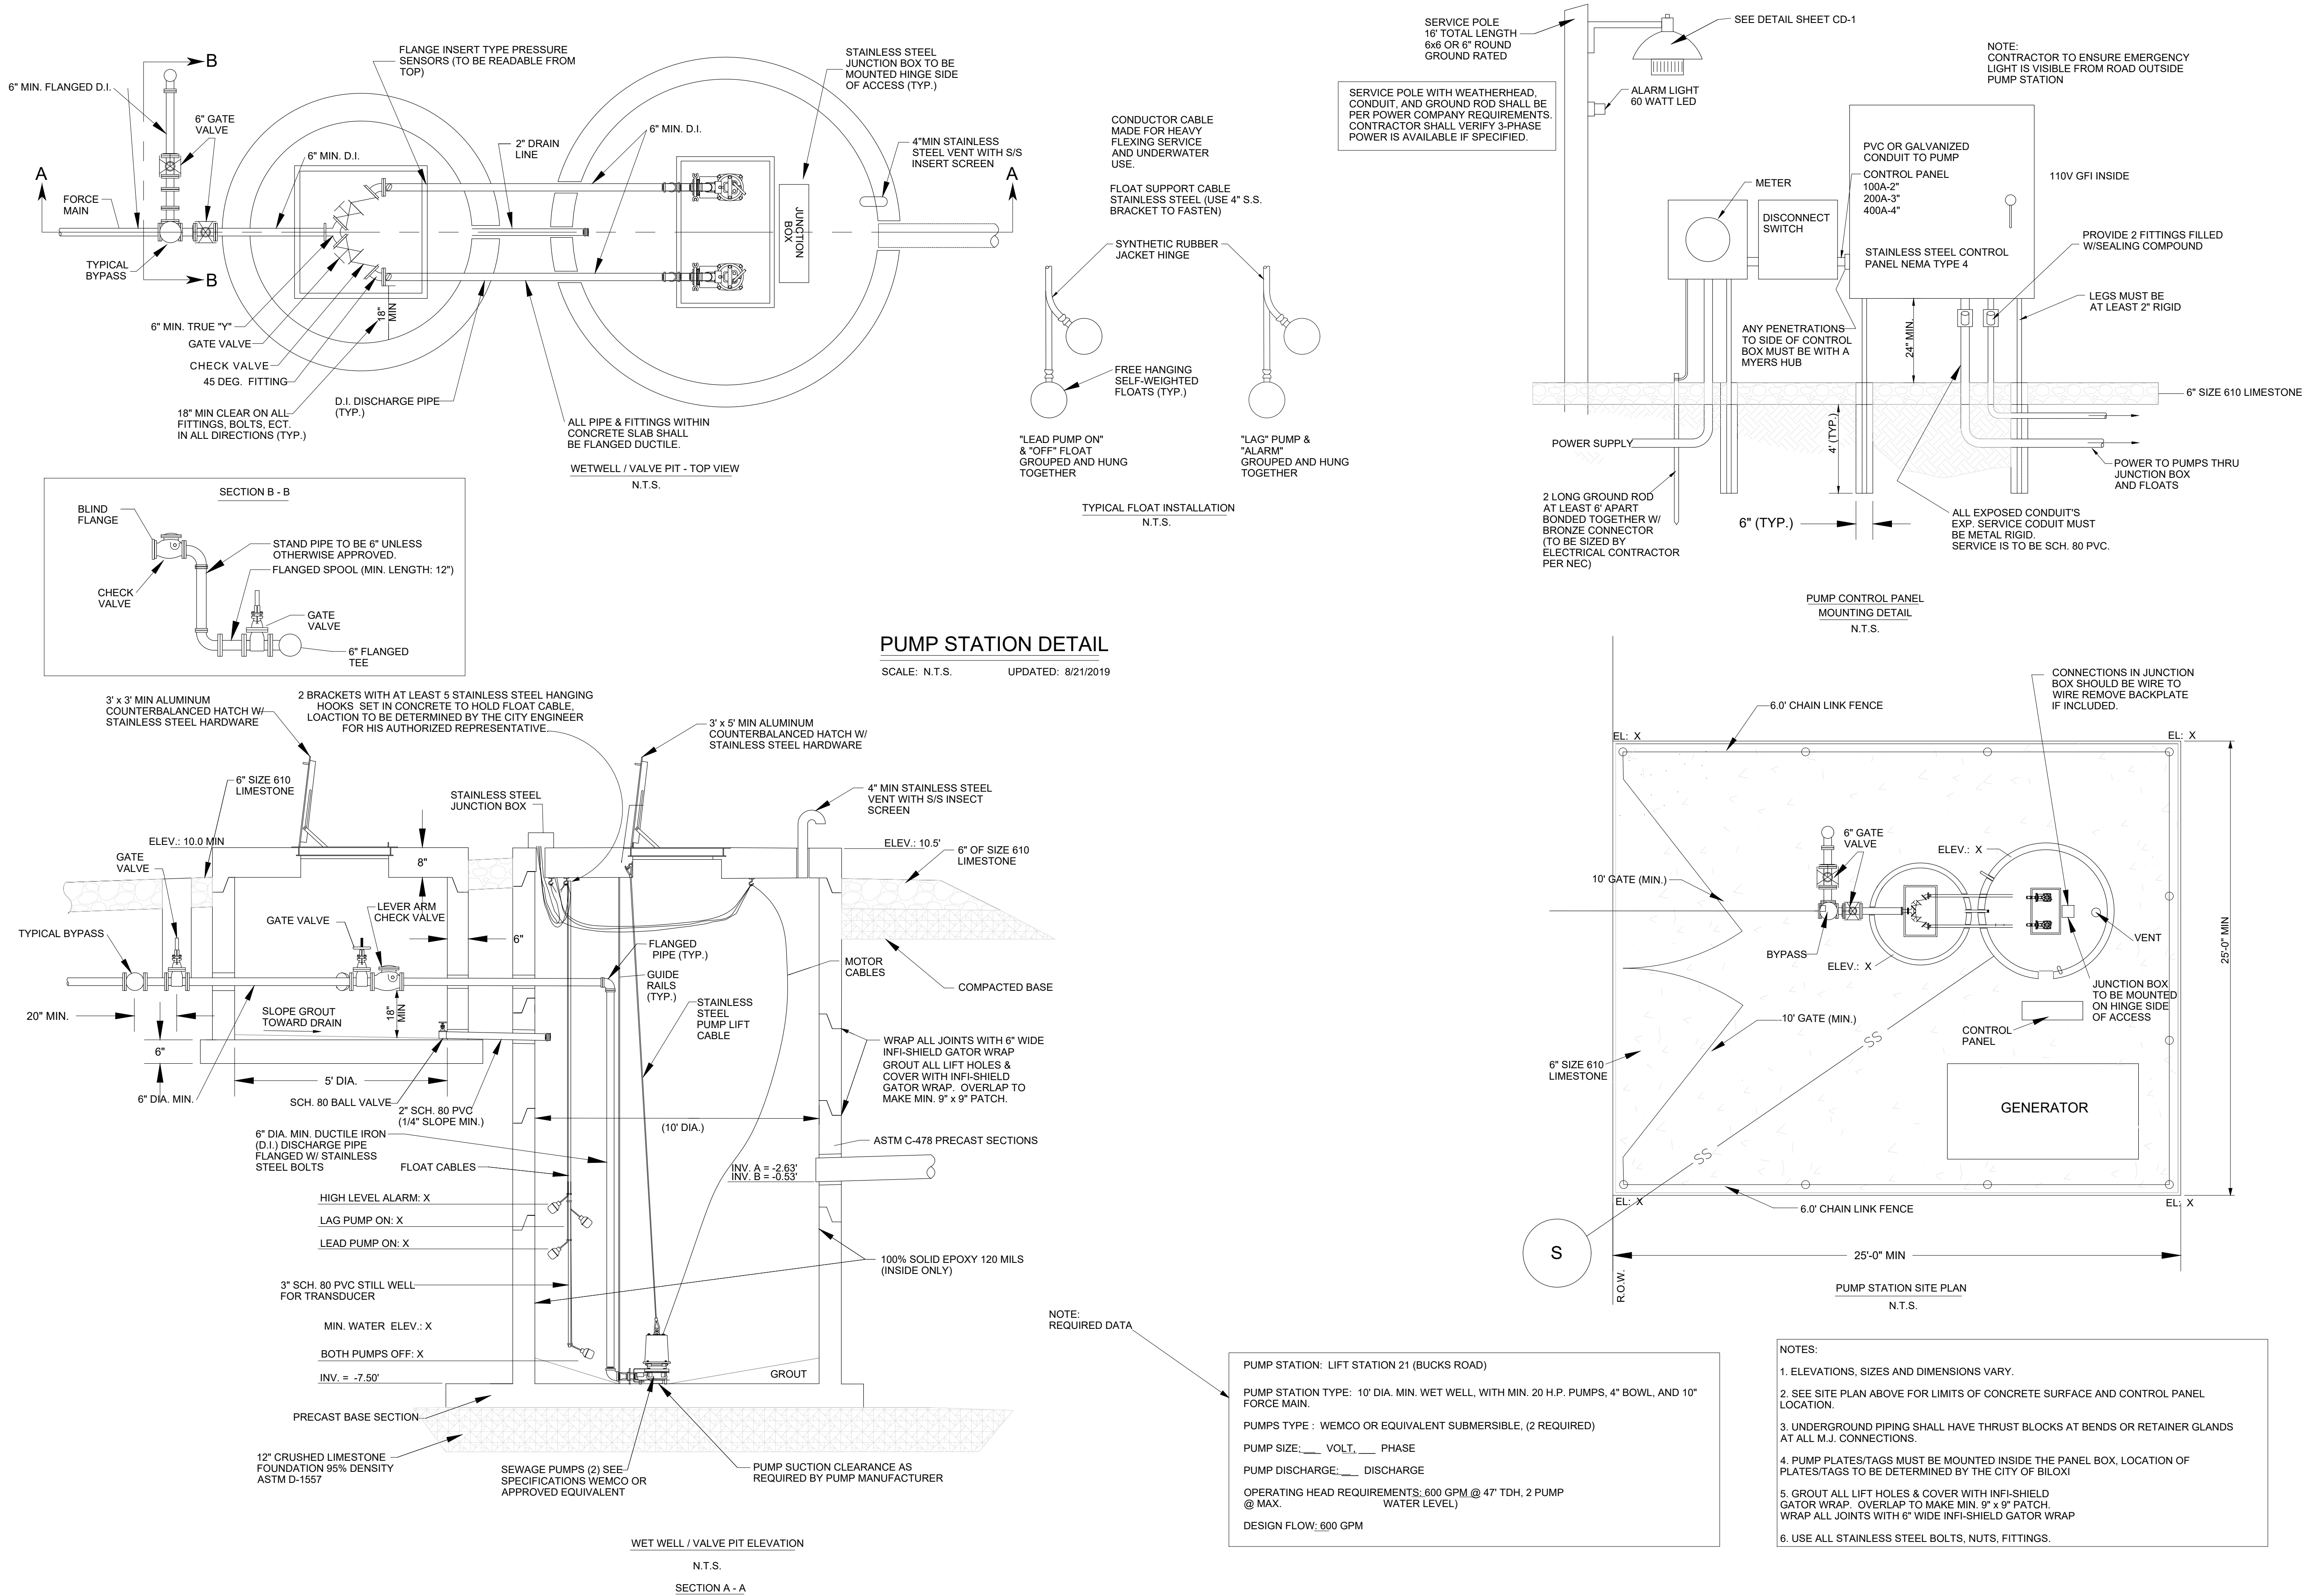 B
FLANGE INSERT TYPE PRESSURE
SENSORS (TO BE READABLE FROM
TOP)
STAINLESS STEEL
JUNCTION BOX TO BE
MOUNTED HINGE SIDE
OF ACCESS (TYP.)
6" MIN. FLANGED D.I.
6" GATE
VALVE
6" MIN. D.I.
2" DRAIN
LINE
6" MIN. D.I.
4"MIN STAINLESS
STEEL VENT WITH S/S
INSERT SCREEN
A
A
FORCE
MAIN
JUNCTION
BOX
TYPICAL
BYPASS
B
18"
MIN
6" MIN. TRUE "Y"
GATE VALVE
CHECK VALVE
45 DEG. FITTING
18" MIN CLEAR ON ALL
FITTINGS, BOLTS, ECT.
IN ALL DIRECTIONS (TYP.)
D.I. DISCHARGE PIPE
(TYP.)
ALL PIPE & FITTINGS WITHIN
CONCRETE SLAB SHALL
BE FLANGED DUCTILE.
WETWELL / VALVE PIT - TOP VIEW
N.T.S.
CONDUCTOR CABLE
MADE FOR HEAVY
FLEXING SERVICE
AND UNDERWATER
USE.
FLOAT SUPPORT CABLE
STAINLESS STEEL (USE 4" S.S.
BRACKET TO FASTEN)
SYNTHETIC RUBBER
JACKET HINGE
FREE HANGING
SELF-WEIGHTED
FLOATS (TYP.)
"LEAD PUMP ON"
& "OFF" FLOAT
GROUPED AND HUNG
TOGETHER
"LAG" PUMP &
"ALARM"
GROUPED AND HUNG
TOGETHER
TYPICAL FLOAT INSTALLATION
N.T.S.
SERVICE POLE
16' TOTAL LENGTH
6x6 OR 6" ROUND
GROUND RATED
SEE DETAIL SHEET CD-1
NOTE:
CONTRACTOR TO ENSURE EMERGENCY
LIGHT IS VISIBLE FROM ROAD OUTSIDE
PUMP STATION
SERVICE POLE WITH WEATHERHEAD,
CONDUIT, AND GROUND ROD SHALL BE
PER POWER COMPANY REQUIREMENTS.
CONTRACTOR SHALL VERIFY 3-PHASE
POWER IS AVAILABLE IF SPECIFIED.
ALARM LIGHT
60 WATT LED
PVC OR GALVANIZED
CONDUIT TO PUMP
CONTROL PANEL
100A-2"
200A-3"
400A-4"
110V GFI INSIDE
METER
DISCONNECT
SWITCH
STAINLESS STEEL CONTROL
PANEL NEMA TYPE 4
PROVIDE 2 FITTINGS FILLED
W/SEALING COMPOUND
LEGS MUST BE
AT LEAST 2" RIGID
ANY PENETRATIONS
TO SIDE OF CONTROL
BOX MUST BE WITH A
MYERS HUB
24" MIN.
6" SIZE 610 LIMESTONE
POWER SUPPLY
4' (TYP.)
POWER TO PUMPS THRU
JUNCTION BOX
AND FLOATS
2 LONG GROUND ROD
AT LEAST 6' APART
BONDED TOGETHER W/
BRONZE CONNECTOR
(TO BE SIZED BY
ELECTRICAL CONTRACTOR
PER NEC)
6" (TYP.)
ALL EXPOSED CONDUIT'S
EXP. SERVICE CODUIT MUST
BE METAL RIGID.
SERVICE IS TO BE SCH. 80 PVC.
PUMP CONTROL PANEL
MOUNTING DETAIL
N.T.S.
SECTION B - B
BLIND
FLANGE
STAND PIPE TO BE 6" UNLESS
OTHERWISE APPROVED.
FLANGED SPOOL (MIN. LENGTH: 12")
CHECK
VALVE
GATE
VALVE
6" FLANGED
TEE
PUMP STATION DETAIL
SCALE: N.T.S. UPDATED: 8/21/2019
3' x 3' MIN ALUMINUM
COUNTERBALANCED HATCH W/
STAINLESS STEEL HARDWARE
2 BRACKETS WITH AT LEAST 5 STAINLESS STEEL HANGING
HOOKS SET IN CONCRETE TO HOLD FLOAT CABLE,
LOACTION TO BE DETERMINED BY THE CITY ENGINEER
FOR HIS AUTHORIZED REPRESENTATIVE.
3' x 5' MIN ALUMINUM
COUNTERBALANCED HATCH W/
STAINLESS STEEL HARDWARE
6" SIZE 610
LIMESTONE
STAINLESS STEEL
JUNCTION BOX
4" MIN STAINLESS STEEL
VENT WITH S/S INSECT
SCREEN
ELEV.: 10.0 MIN
ELEV.: 10.5'
GATE
VALVE
8"
6" OF SIZE 610
LIMESTONE
LEVER ARM
CHECK VALVE
GATE VALVE
TYPICAL BYPASS
6"
FLANGED
PIPE (TYP.)
MOTOR
CABLES
GUIDE
RAILS
(TYP.)
COMPACTED BASE
STAINLESS
STEEL
PUMP LIFT
CABLE
20" MIN.
SLOPE GROUT
TOWARD DRAIN
18"
MIN
WRAP ALL JOINTS WITH 6" WIDE
INFI-SHIELD GATOR WRAP
GROUT ALL LIFT HOLES &
COVER WITH INFI-SHIELD
GATOR WRAP. OVERLAP TO
MAKE MIN. 9" x 9" PATCH.
6"
5' DIA.
6" DIA. MIN.
SCH. 80 BALL VALVE
2" SCH. 80 PVC
(1/4" SLOPE MIN.)
(10' DIA.)
6" DIA. MIN. DUCTILE IRON
(D.I.) DISCHARGE PIPE
FLANGED W/ STAINLESS
STEEL BOLTS
ASTM C-478 PRECAST SECTIONS
FLOAT CABLES
INV. A = -2.63'
INV. B = -0.53'
HIGH LEVEL ALARM: X
LAG PUMP ON: X
LEAD PUMP ON: X
100% SOLID EPOXY 120 MILS
(INSIDE ONLY)
3" SCH. 80 PVC STILL WELL
FOR TRANSDUCER
MIN. WATER ELEV.: X
BOTH PUMPS OFF: X
INV. = -7.50'
GROUT
PRECAST BASE SECTION
12" CRUSHED LIMESTONE
FOUNDATION 95% DENSITY
ASTM D-1557
SEWAGE PUMPS (2) SEE
SPECIFICATIONS WEMCO OR
APPROVED EQUIVALENT
PUMP SUCTION CLEARANCE AS
REQUIRED BY PUMP MANUFACTURER
WET WELL / VALVE PIT ELEVATION
N.T.S.
SECTION A - A
CONNECTIONS IN JUNCTION
BOX SHOULD BE WIRE TO
WIRE REMOVE BACKPLATE
IF INCLUDED.
6.0' CHAIN LINK FENCE
EL: X
EL: X
6" GATE
VALVE
ELEV.: X
10' GATE (MIN.)
BYPASS
ELEV.: X
VENT
25'-0" MIN
JUNCTION BOX
TO BE MOUNTED
ON HINGE SIDE
OF ACCESS
10' GATE (MIN.)
CONTROL
PANEL
SS
6" SIZE 610
LIMESTONE
GENERATOR
SS
EL: X
EL: X
6.0' CHAIN LINK FENCE
S
25'-0" MIN
R.O.W.
PUMP STATION SITE PLAN
N.T.S.
NOTE:
REQUIRED DATA
PUMP STATION: LIFT STATION 21 (BUCKS ROAD)
PUMP STATION TYPE: 10' DIA. MIN. WET WELL, WITH MIN. 20 H.P. PUMPS, 4" BOWL, AND 10"
FORCE MAIN.
PUMPS TYPE : WEMCO OR EQUIVALENT SUBMERSIBLE, (2 REQUIRED)
PUMP SIZE: ___ VOLT, ___ PHASE
PUMP DISCHARGE: ___ DISCHARGE
OPERATING HEAD REQUIREMENTS: 600 GPM @ 47' TDH, 2 PUMP
@ MAX. WATER LEVEL)
DESIGN FLOW: 600 GPM
NOTES:
1. ELEVATIONS, SIZES AND DIMENSIONS VARY.
2. SEE SITE PLAN ABOVE FOR LIMITS OF CONCRETE SURFACE AND CONTROL PANEL
LOCATION.
3. UNDERGROUND PIPING SHALL HAVE THRUST BLOCKS AT BENDS OR RETAINER GLANDS
AT ALL M.J. CONNECTIONS.
4. PUMP PLATES/TAGS MUST BE MOUNTED INSIDE THE PANEL BOX, LOCATION OF
PLATES/TAGS TO BE DETERMINED BY THE CITY OF BILOXI
5. GROUT ALL LIFT HOLES & COVER WITH INFI-SHIELD
GATOR WRAP. OVERLAP TO MAKE MIN. 9" x 9" PATCH.
WRAP ALL JOINTS WITH 6" WIDE INFI-SHIELD GATOR WRAP
6. USE ALL STAINLESS STEEL BOLTS, NUTS, FITTINGS.